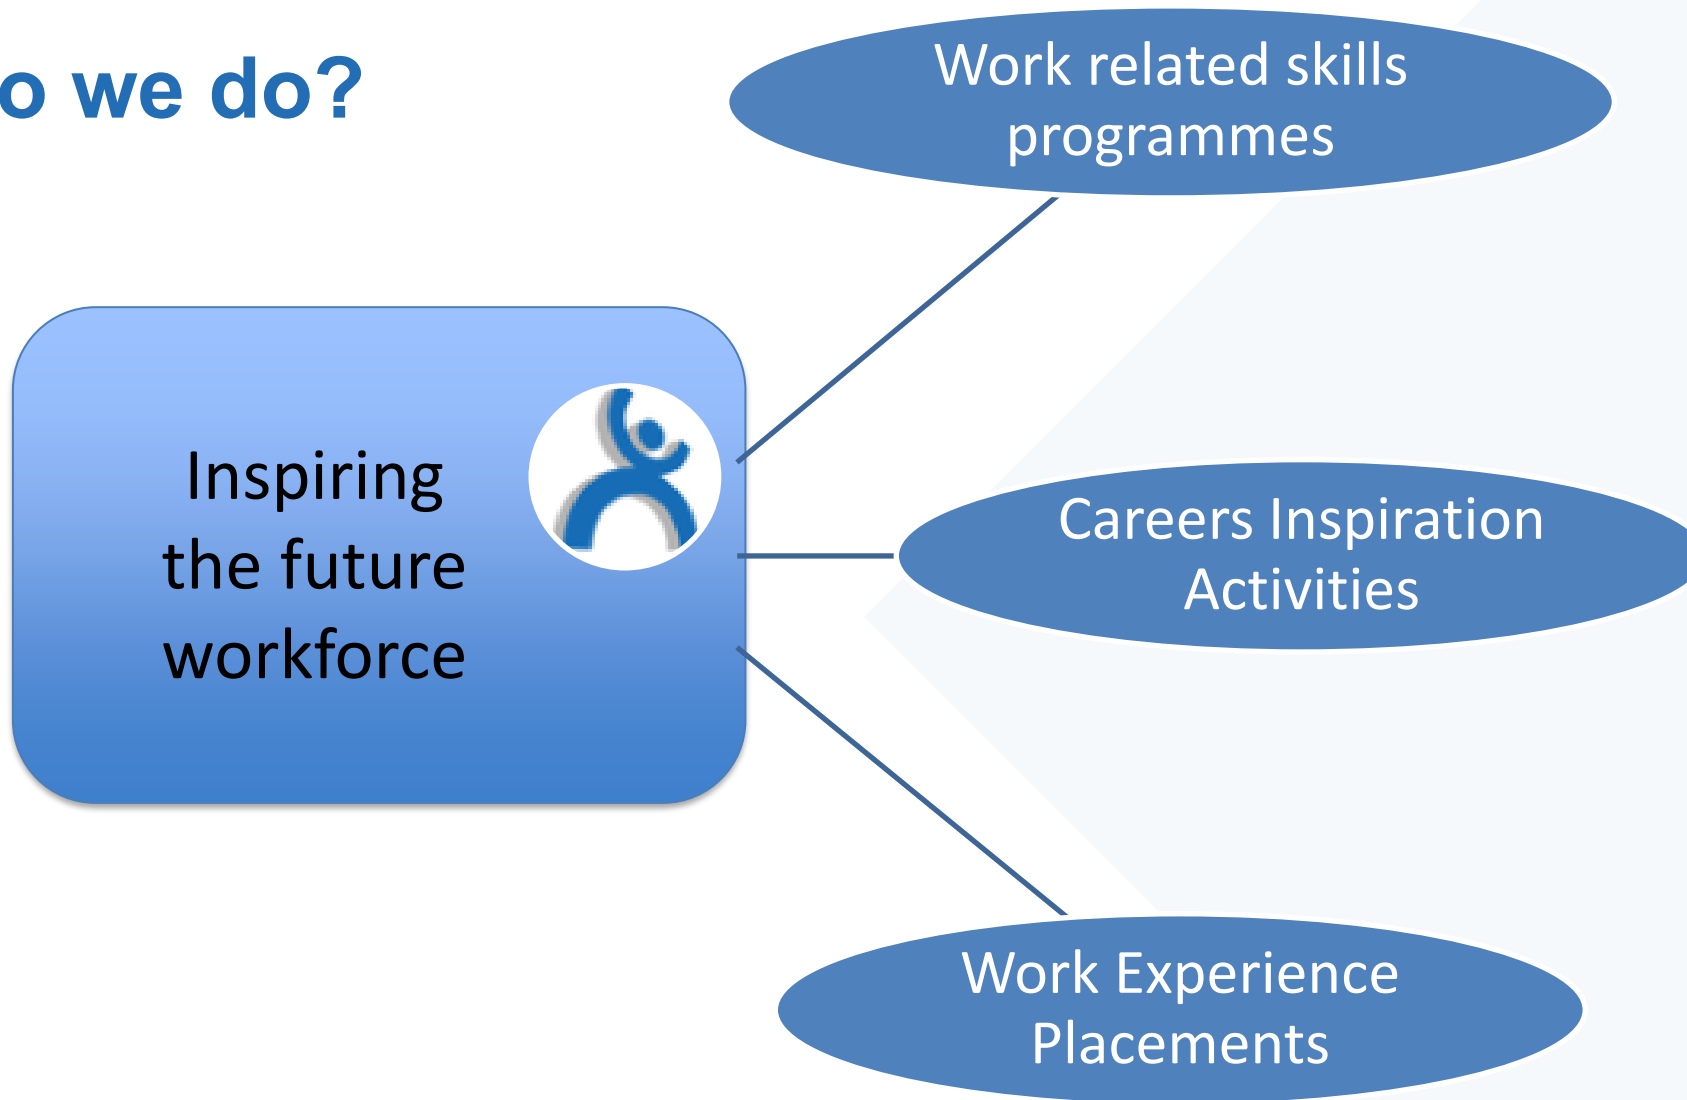 o we do?
Work related skills
programmes
Inspiring
the future
workforce
Careers Inspiration
Activities
Work Experience
Placements